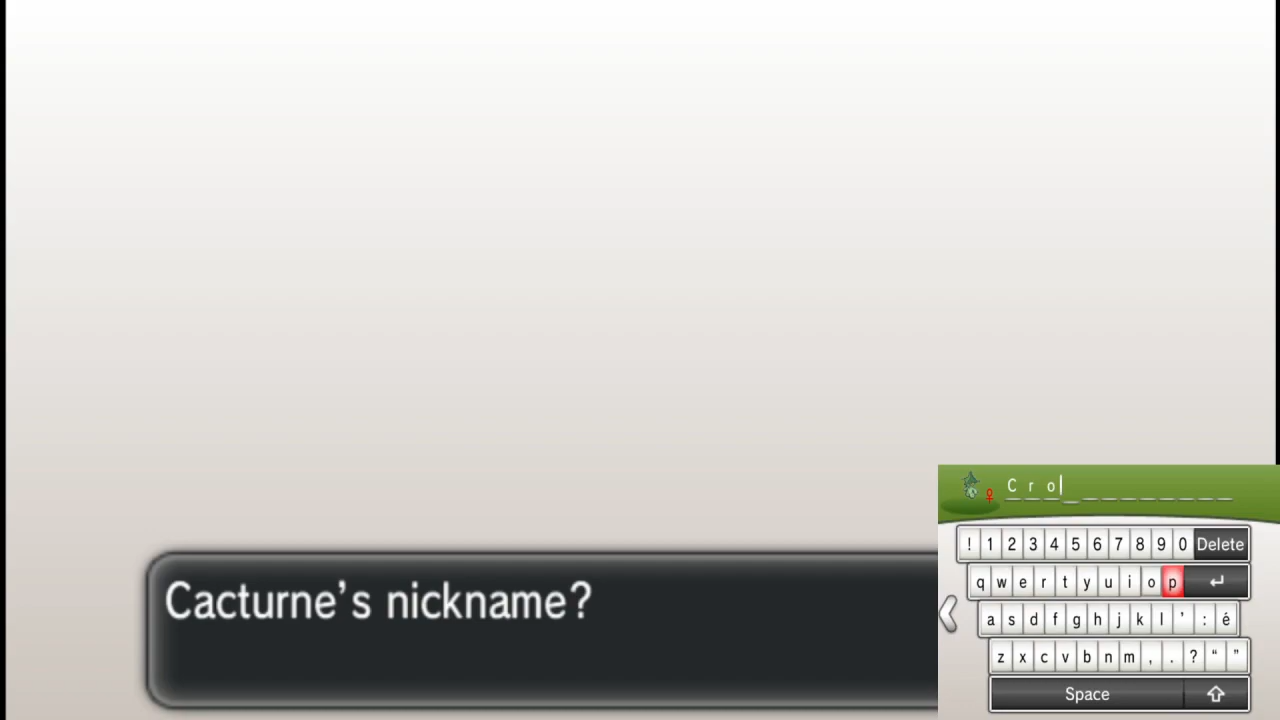 Cacturne's nickname?
C r o
! 1 2 3 4 5 6 7 8 9 0 Delete
q w e r t y u i o p
a s d f g h j k l ' : é
z x c v b n m , . ? “ ”
Space